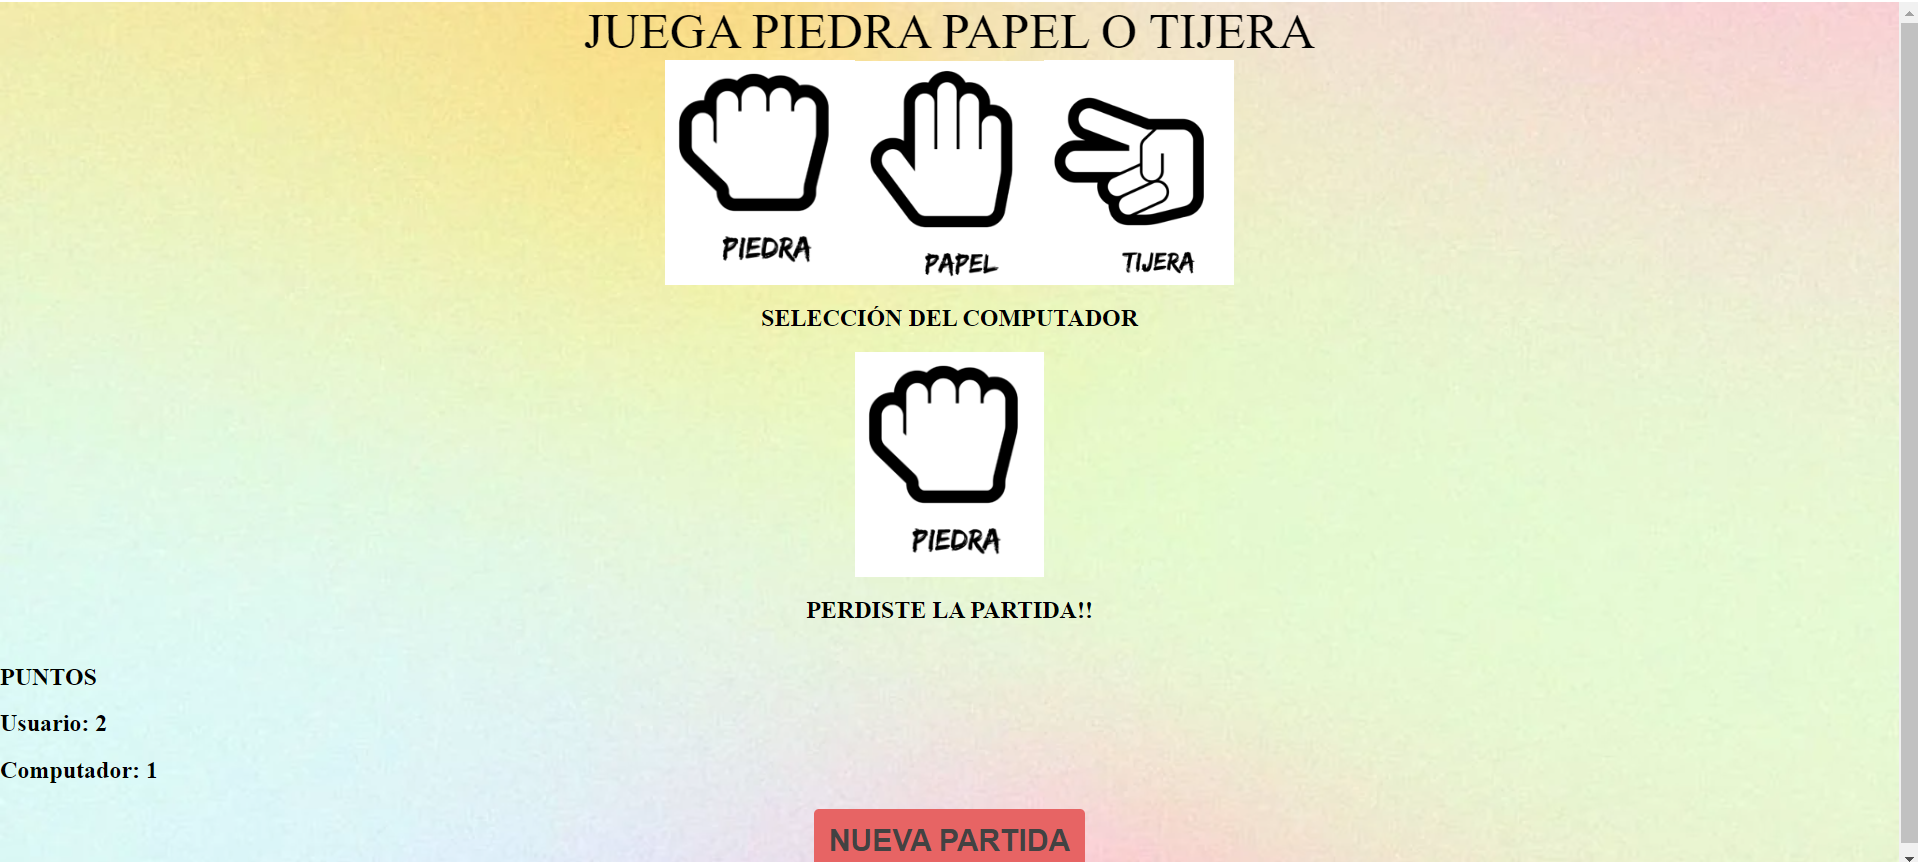 JUEGA PIEDRA PAPEL O TIJERA
PIEDRA
PAPEL
TIJERA
SELECCIÓN DEL COMPUTADOR
PIEDRA
PERDISTE LA PARTIDA!!
PUNTOS
Usuario: 2
Computador: 1
NUEVA PARTIDA